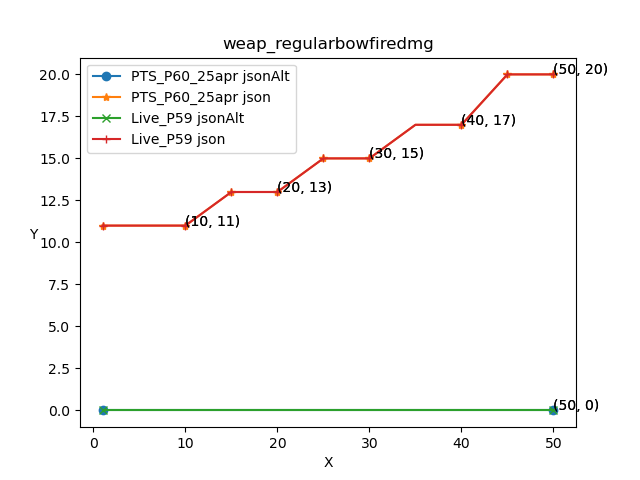 weap_regularbowfiredmg
PTS_P60_25apr jsonAlt
PTS_P60_25apr json
Live_P59 jsonAlt
Live_P59 json
(50, 20)
(40, 17)
(30, 15)
(20, 13)
(10, 11)
(50, 0)
20.0
17.5
15.0
12.5
10.0
7.5
5.0
2.5
0.0
Y
0 10 20 30 40 50
X